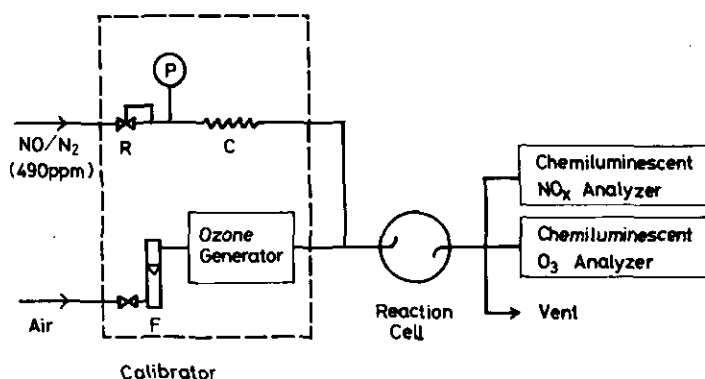 P
NO/N₂
(490ppm)
R
C
Chemiluminescent
NOx Analyzer
Ozone
Generator
Chemiluminescent
O₃ Analyzer
Air
F
Reaction
Cell
Vent
Calibrator